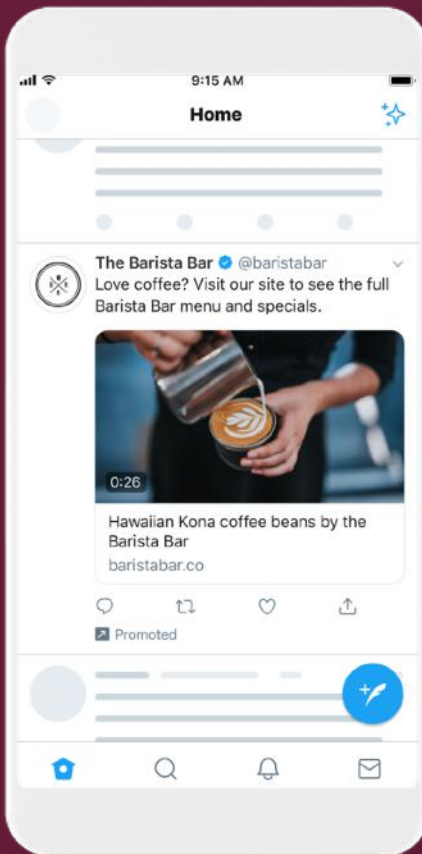 9:15 AM
Home
The Barista Bar @baristabar
Love coffee? Visit our site to see the full
Barista Bar menu and specials.
0:26
Hawaiian Kona coffee beans by the
Barista Bar
baristabar.co
Promoted